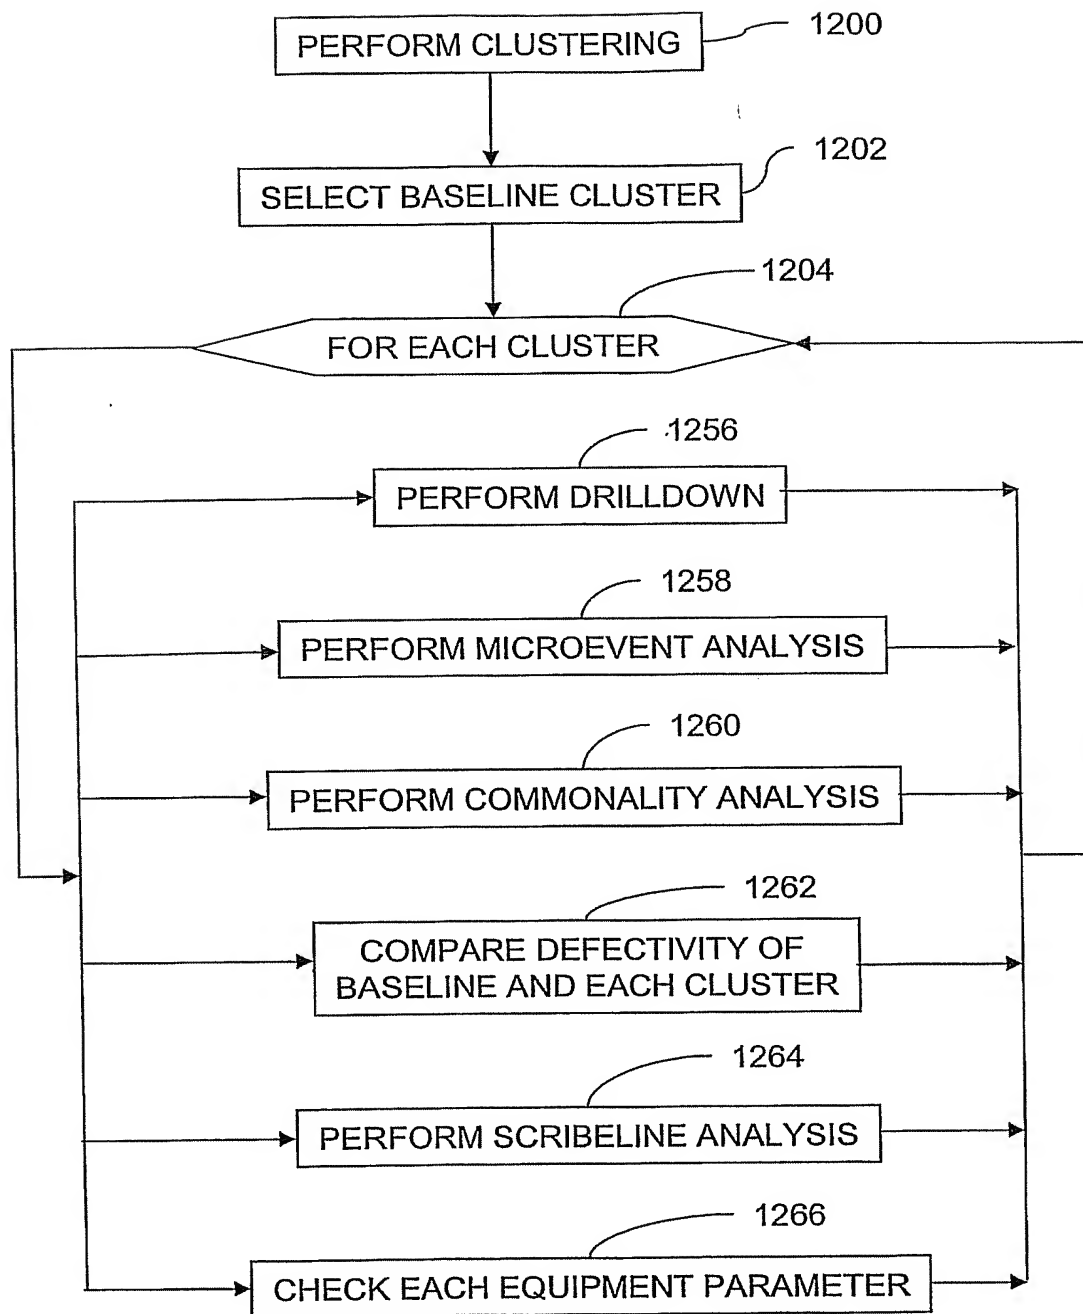 1200
PERFORM CLUSTERING
1202
SELECT BASELINE CLUSTER
1204
FOR EACH CLUSTER
1256
PERFORM DRILLDOWN
1258
PERFORM MICROEVENT ANALYSIS
1260
PERFORM COMMONALITY ANALYSIS
1262
COMPARE DEFECTIVITY OF
BASELINE AND EACH CLUSTER
1264
PERFORM SCRIBELINE ANALYSIS
1266
CHECK EACH EQUIPMENT PARAMETER